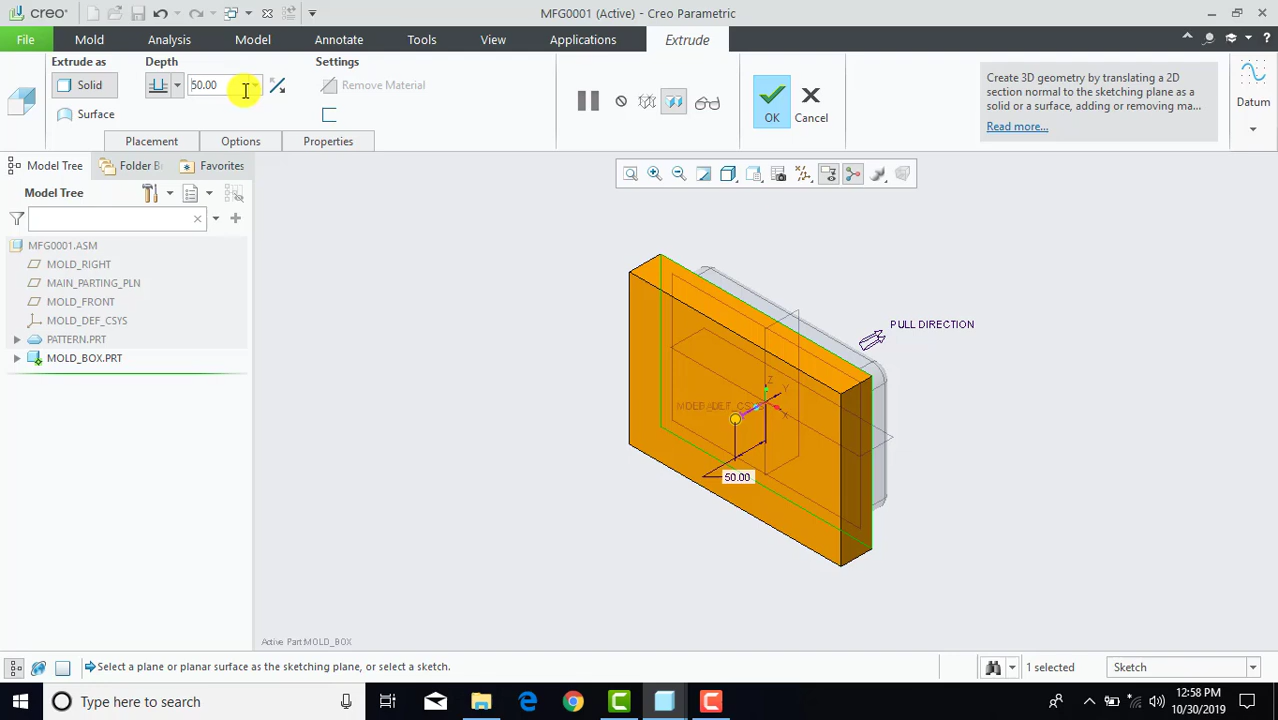 creo
MFG0001 (Active) - Creo Parametric
File
Mold
Analysis
Model
Annotate
Tools
View
Applications
Extrude
Extrude as
Depth
Settings
Solid
50.00
Remove Material
Surface
OK
Cancel
Create 3D geometry by translating a 2D
section normal to the sketching plane as
a solid or a surface, adding or removing ma...
Read more...
Datum
Placement
Options
Properties
Model Tree
Folder B
Favorites
Model Tree
MFG0001.ASM
MOLD_RIGHT
MAIN_PARTING_PLN
MOLD_FRONT
MOLD_DEF_CSYS
PATTERN.PRT
MOLD_BOX.PRT
PULL DIRECTION
Z
Y
X
50.00
Active Part:MOLD_BOX
Select a plane or planar surface as the sketching plane, or select a sketch.
1 selected
Sketch
Type here to search
12:58 PM
10/30/2019